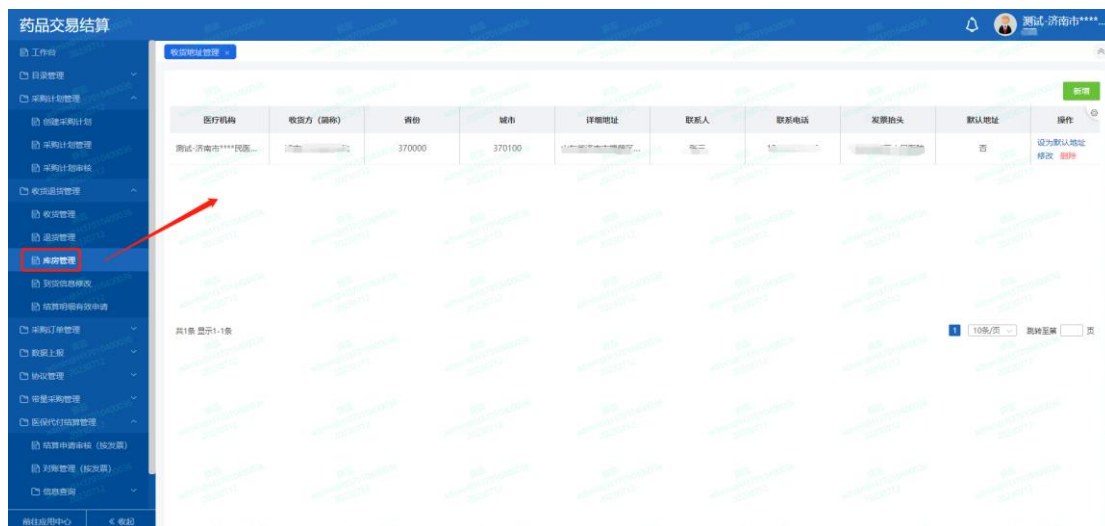 药品交易结算
测试-济南市****...
工作台
收货地址管理 ×
目录管理
采购计划管理
新增
创建采购计划
医疗机构 收货方（简称） 省份 城市 详细地址 联系人 联系电话 发票抬头 默认地址 操作
采购计划管理
测试-济南市****民医... 370000 370100 否 设为默认地址
修改 删除
采购计划审核
收货退货管理
收货管理
退货管理
库房管理
到货信息修改
结算明细有效申请
采购订单管理
共1条 显示1-1条 1 10条/页 跳转至第 页
数据上报
协议管理
带量采购管理
医保代付结算管理
结算申请审核（按发票）
对账管理（按发票）
信息查询
前往应用中心 《 收起